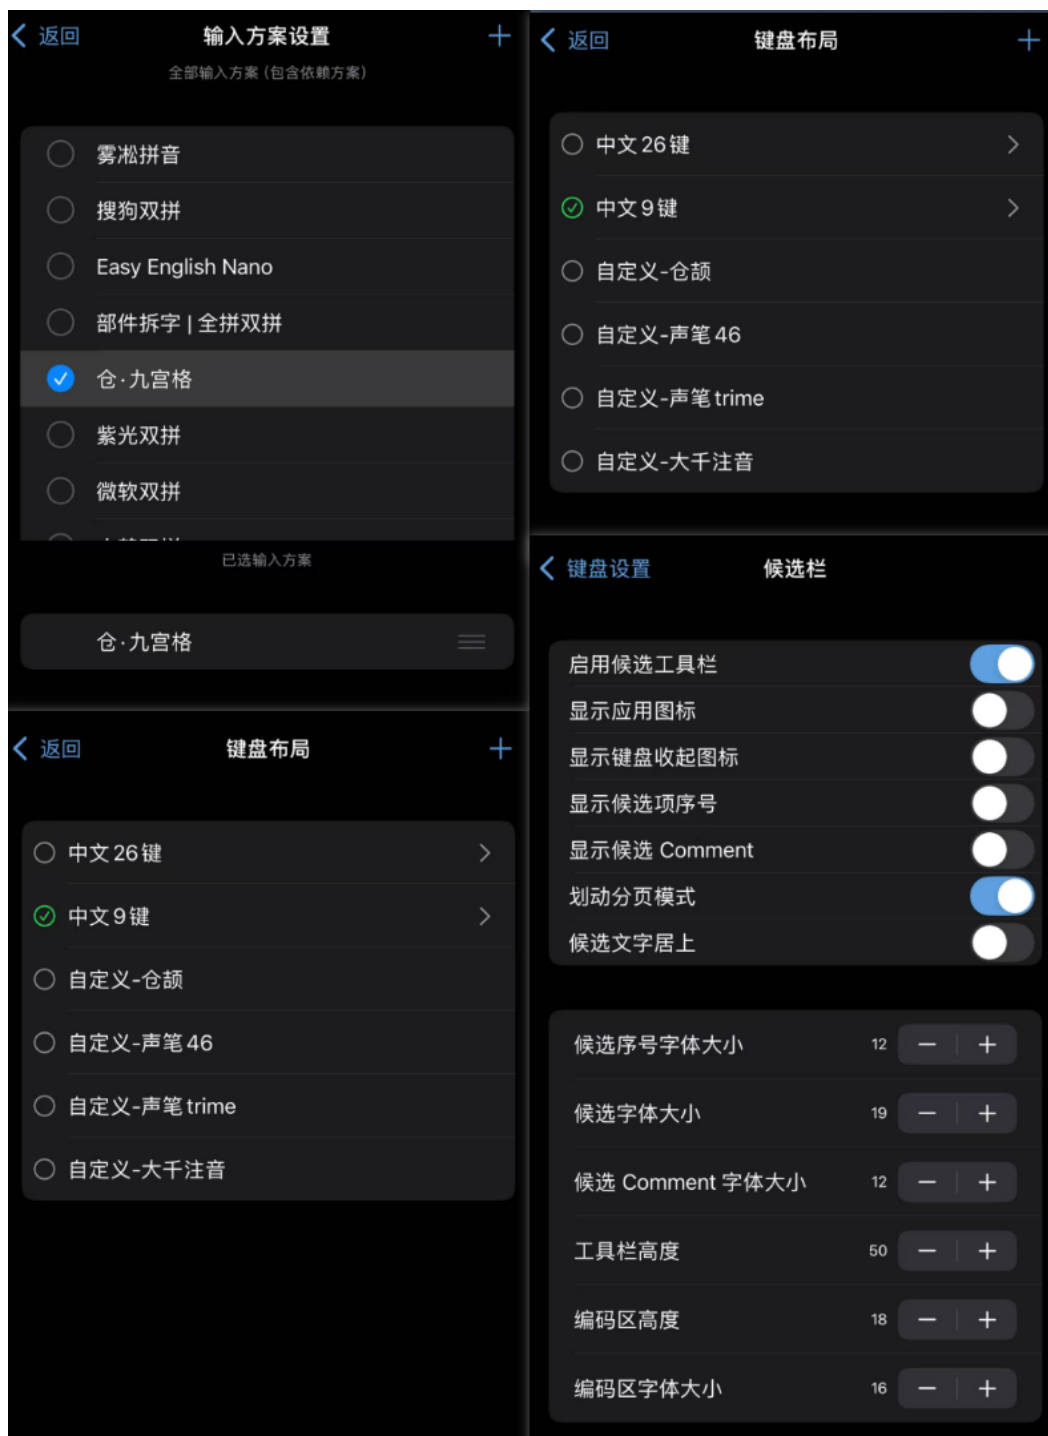 返回 输入方案设置
全部输入方案 (包含依赖方案)
雾凇拼音
搜狗双拼
Easy English Nano
部件拆字 | 全拼双拼
仓·九宫格
紫光双拼
微软双拼
已选输入方案
仓·九宫格
返回 键盘布局
中文 26 键
中文 9 键
自定义-仓颉
自定义-声笔 46
自定义-声笔 trime
自定义-大千注音
返回 键盘布局
中文 26 键
中文 9 键
自定义-仓颉
自定义-声笔 46
自定义-声笔 trime
自定义-大千注音
键盘设置 候选栏
启用候选工具栏
显示应用图标
显示键盘收起图标
显示候选项序号
显示候选 Comment
划动分页模式
候选文字居上
候选序号字体大小 12
候选字体大小 19
候选 Comment 字体大小 12
工具栏高度 50
编码区高度 18
编码区字体大小 16